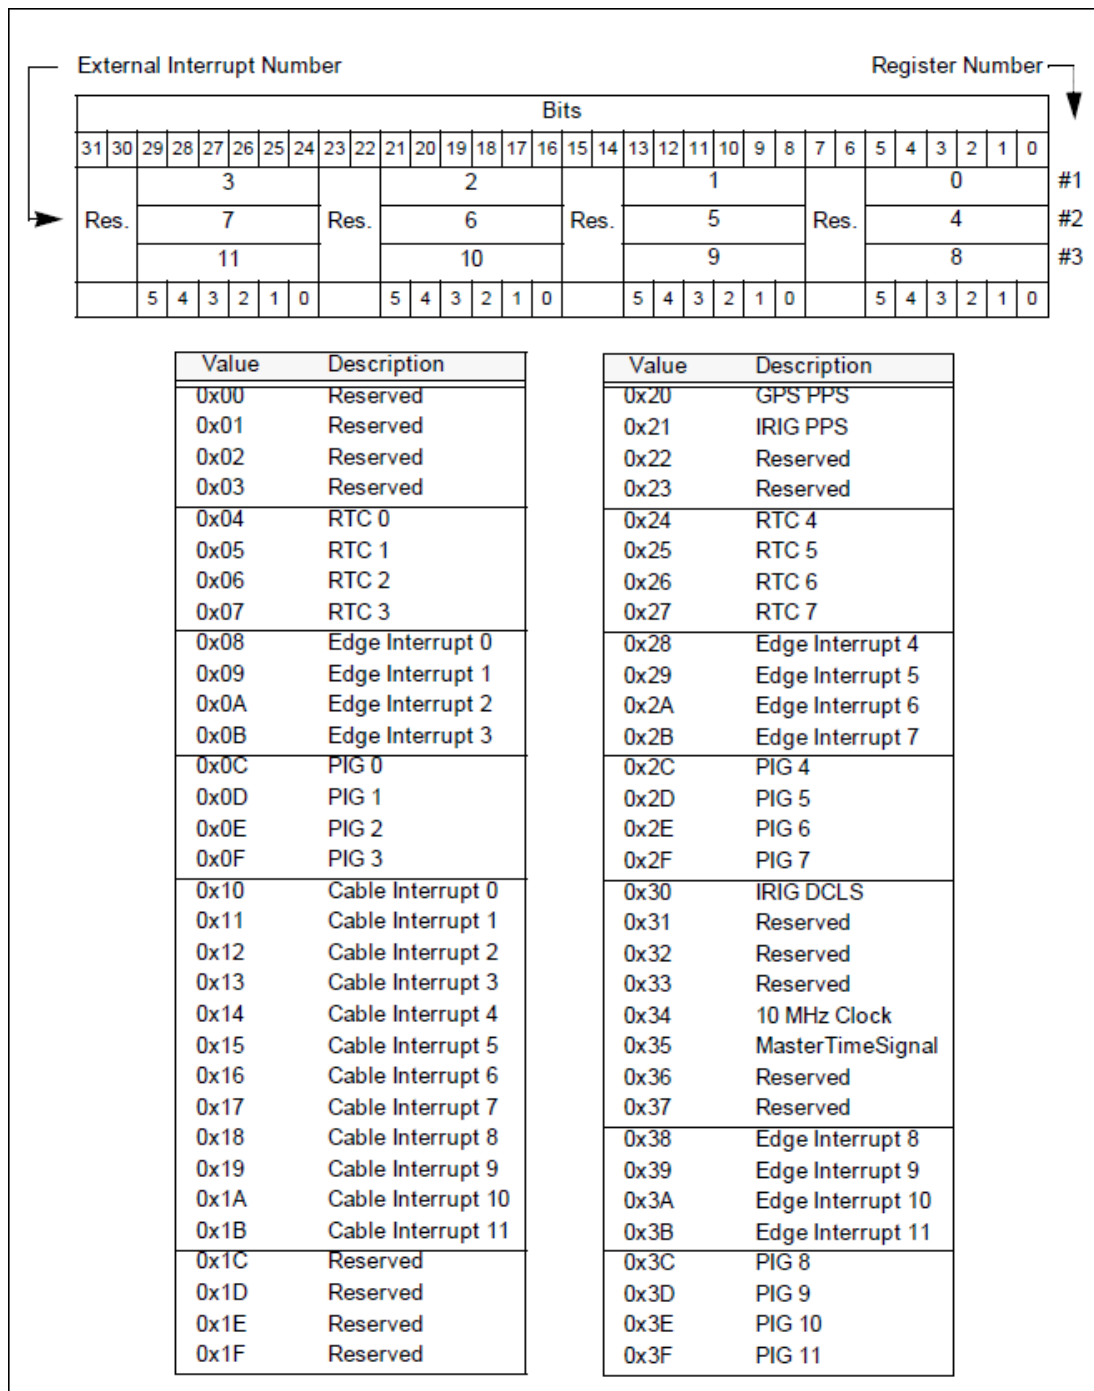 External Interrupt Number Register Number
Bits
31 30 29 28 27 26 25 24 23 22 21 20 19 18 17 16 15 14 13 12 11 10 9 8 7 6 5 4 3 2 1 0
3 2 1 0 #1
Res. 7 Res. 6 Res. 5 Res. 4 #2
11 10 9 8 #3
5 4 3 2 1 0 5 4 3 2 1 0 5 4 3 2 1 0 5 4 3 2 1 0
Value Description
0x00 Reserved
0x01 Reserved
0x02 Reserved
0x03 Reserved
0x04 RTC 0
0x05 RTC 1
0x06 RTC 2
0x07 RTC 3
0x08 Edge Interrupt 0
0x09 Edge Interrupt 1
0x0A Edge Interrupt 2
0x0B Edge Interrupt 3
0x0C PIG 0
0x0D PIG 1
0x0E PIG 2
0x0F PIG 3
0x10 Cable Interrupt 0
0x11 Cable Interrupt 1
0x12 Cable Interrupt 2
0x13 Cable Interrupt 3
0x14 Cable Interrupt 4
0x15 Cable Interrupt 5
0x16 Cable Interrupt 6
0x17 Cable Interrupt 7
0x18 Cable Interrupt 8
0x19 Cable Interrupt 9
0x1A Cable Interrupt 10
0x1B Cable Interrupt 11
0x1C Reserved
0x1D Reserved
0x1E Reserved
0x1F Reserved
Value Description
0x20 GPS PPS
0x21 IRIG PPS
0x22 Reserved
0x23 Reserved
0x24 RTC 4
0x25 RTC 5
0x26 RTC 6
0x27 RTC 7
0x28 Edge Interrupt 4
0x29 Edge Interrupt 5
0x2A Edge Interrupt 6
0x2B Edge Interrupt 7
0x2C PIG 4
0x2D PIG 5
0x2E PIG 6
0x2F PIG 7
0x30 IRIG DCLS
0x31 Reserved
0x32 Reserved
0x33 Reserved
0x34 10 MHz Clock
0x35 MasterTimeSignal
0x36 Reserved
0x37 Reserved
0x38 Edge Interrupt 8
0x39 Edge Interrupt 9
0x3A Edge Interrupt 10
0x3B Edge Interrupt 11
0x3C PIG 8
0x3D PIG 9
0x3E PIG 10
0x3F PIG 11